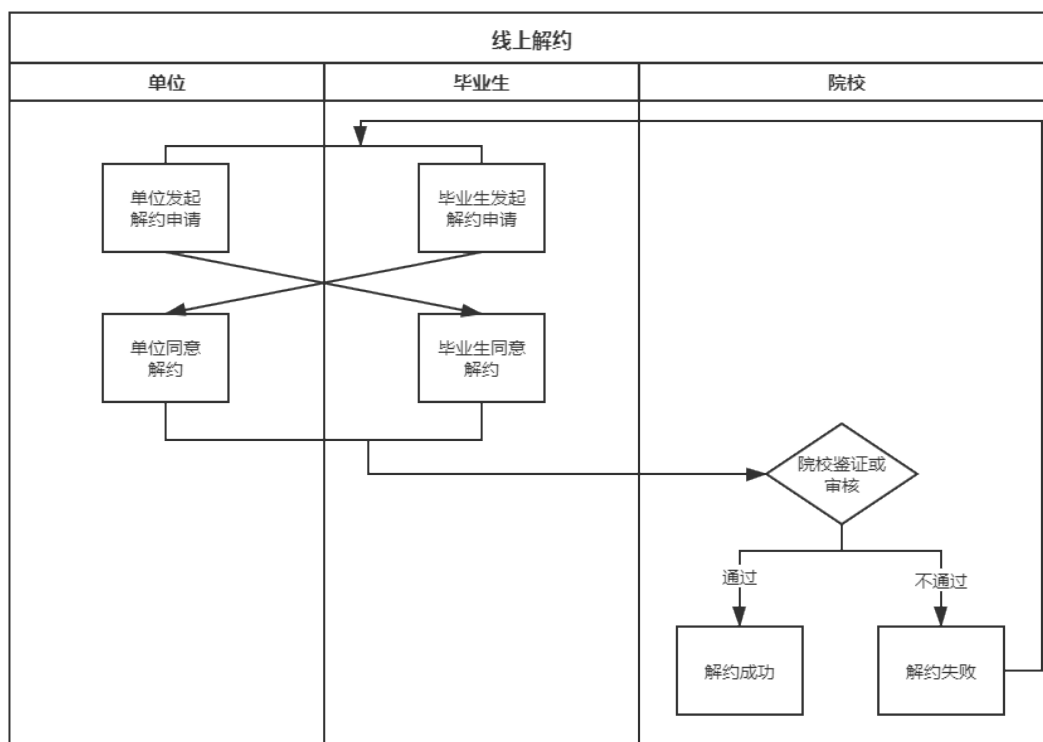 线上解约
单位
毕业生
院校
单位发起
解约申请
毕业生发起
解约申请
单位同意
解约
毕业生同意
解约
院校鉴证或
审核
通过
不通过
解约成功
解约失败